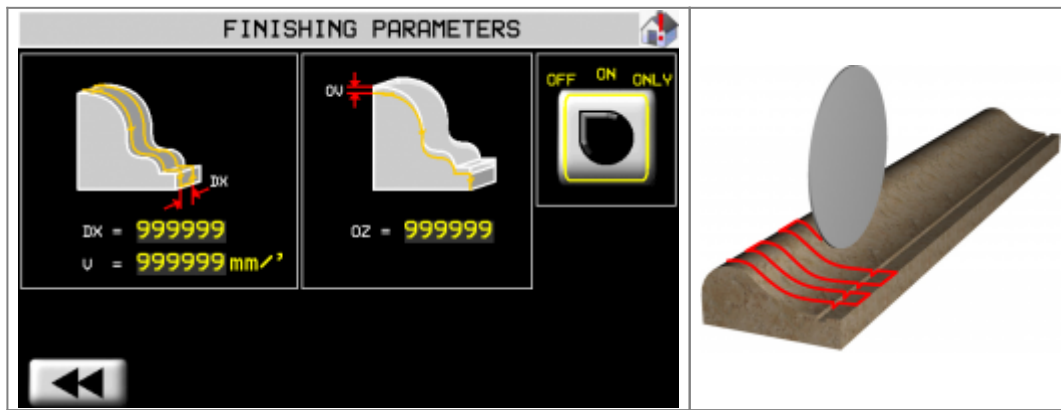 FINISHING PARAMETERS
OFF ON ONLY
OV
DX
DX = 999999
V = 999999 mm/'
OZ = 999999